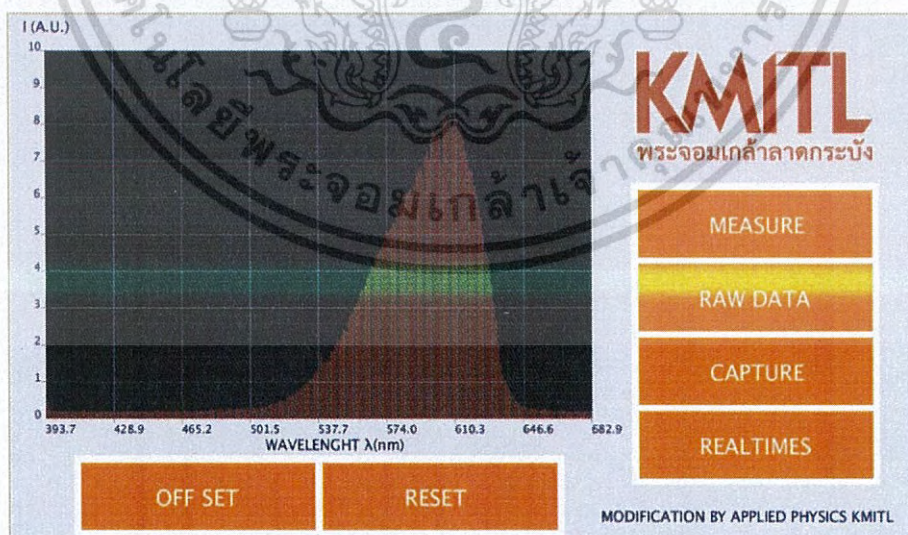 I (A.U.)
10
9
8
7
6
5
4
3
2
1
0
393.7 428.9 465.2 501.5 537.7 574.0 610.3 646.6 682.9
WAVELENGHT λ(nm)
OFF SET
RESET
KMITL
พระจอมเกล้าลาดกระบัง
MEASURE
RAW DATA
CAPTURE
REALTIMES
MODIFICATION BY APPLIED PHYSICS KMITL